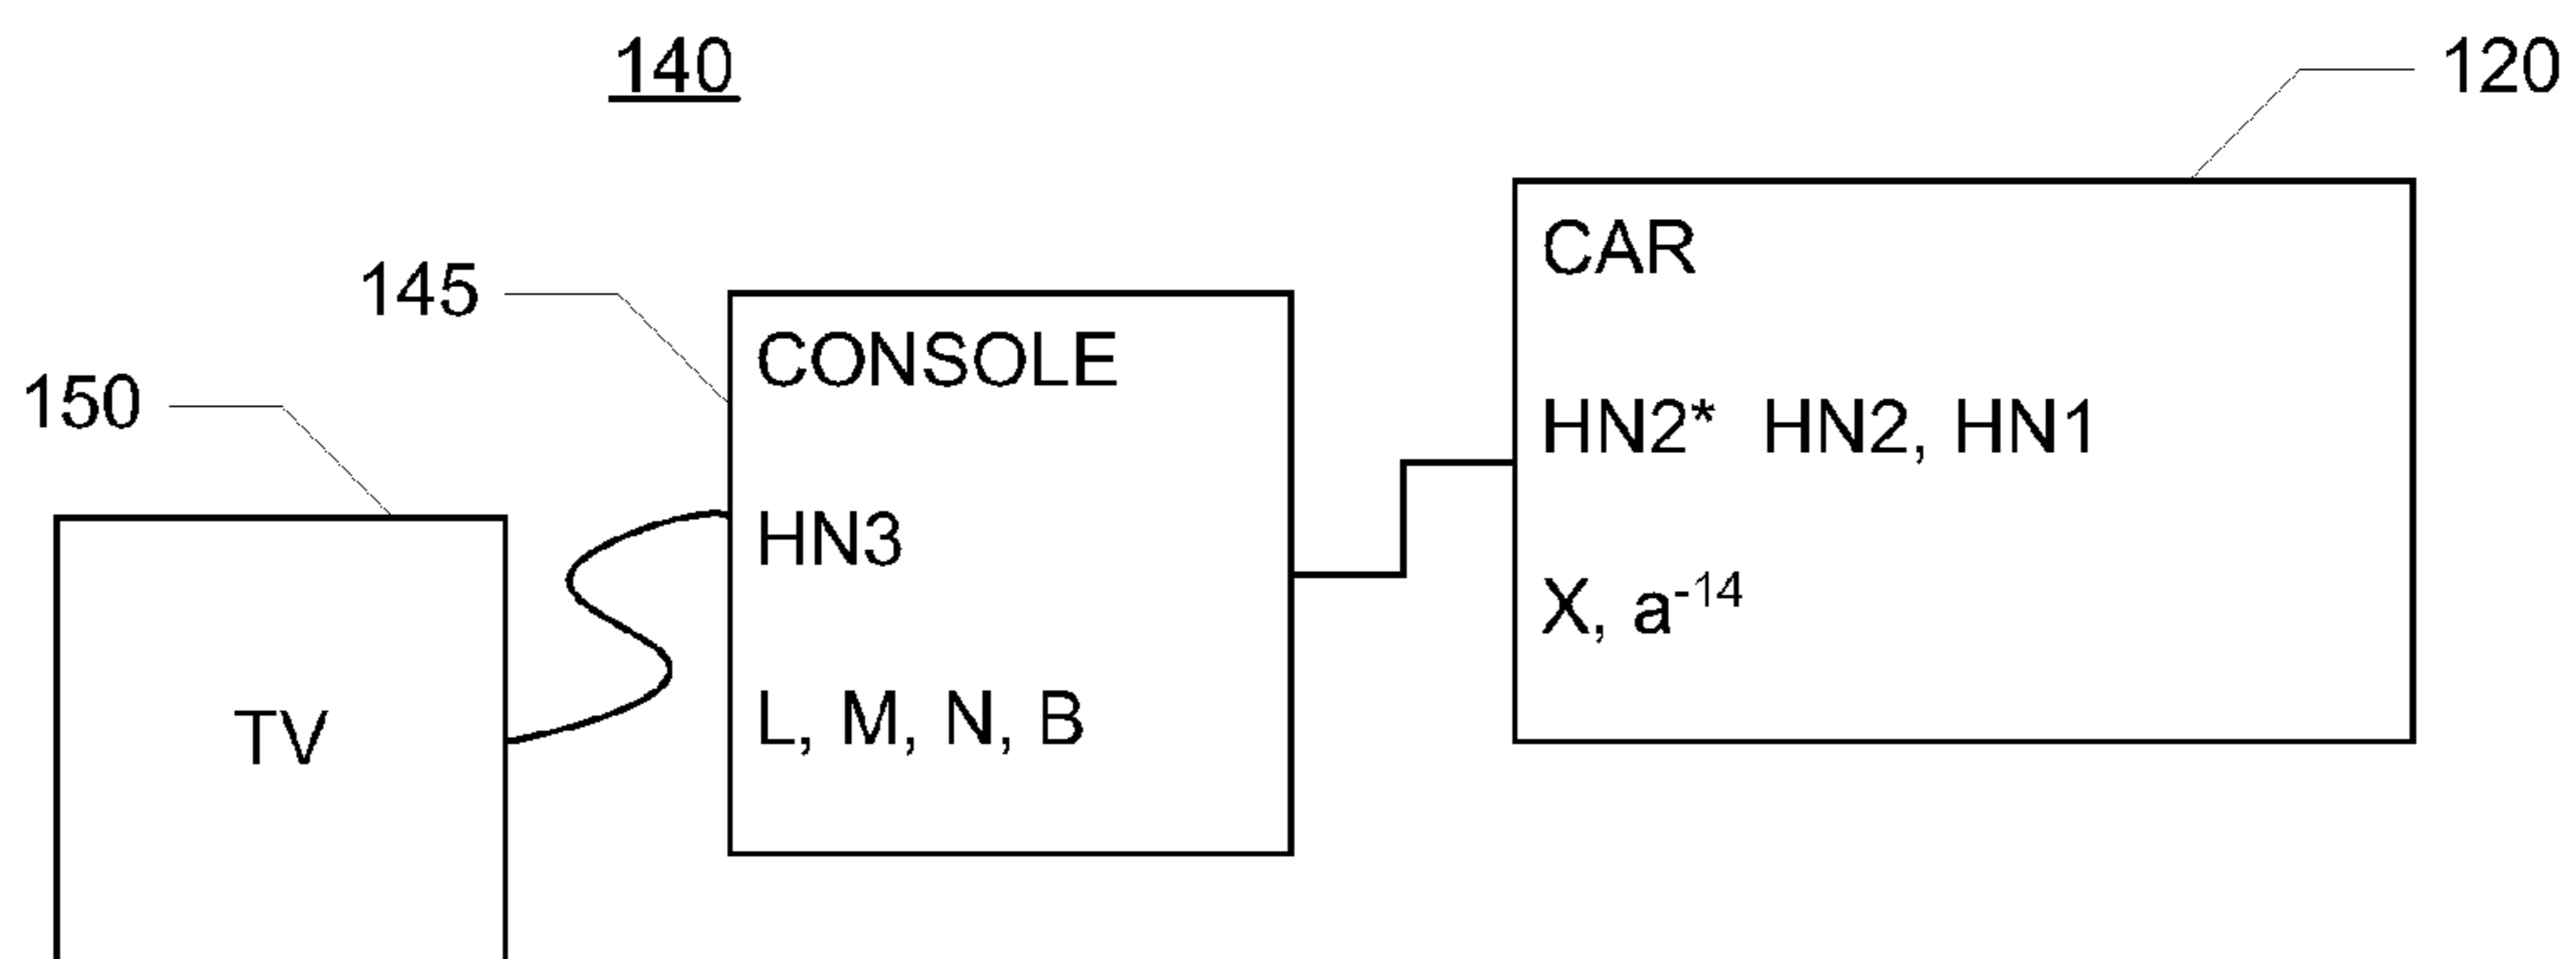 140
120
CAR
145
CONSOLE
150
HN2* HN2, HN1
HN3
X, a⁻¹⁴
L, M, N, B
TV